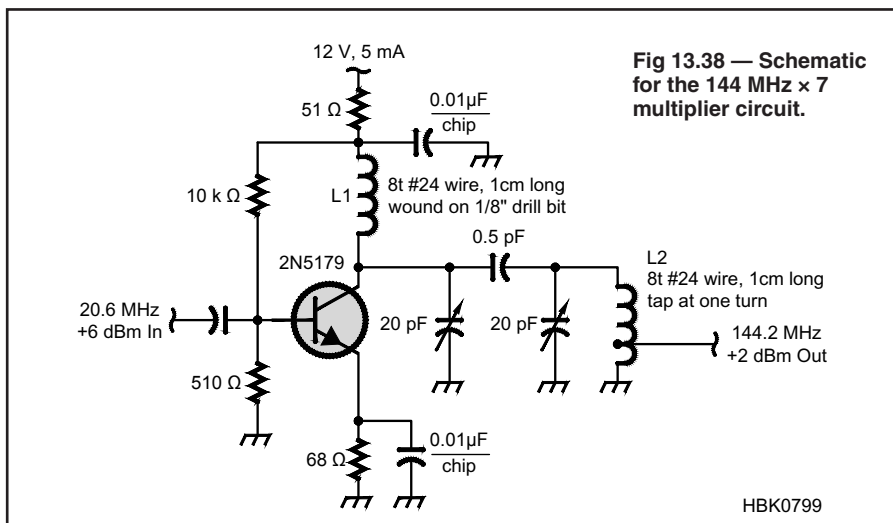 12 V, 5 mA
Fig 13.38 — Schematic
for the 144 MHz × 7
multiplier circuit.
51 Ω
0.01µF
chip
10 k Ω
L1
8t #24 wire, 1cm long
wound on 1/8" drill bit
2N5179
0.5 pF
L2
8t #24 wire, 1cm long
tap at one turn
20.6 MHz
+6 dBm In
20 pF
20 pF
144.2 MHz
+2 dBm Out
510 Ω
68 Ω
0.01µF
chip
HBK0799